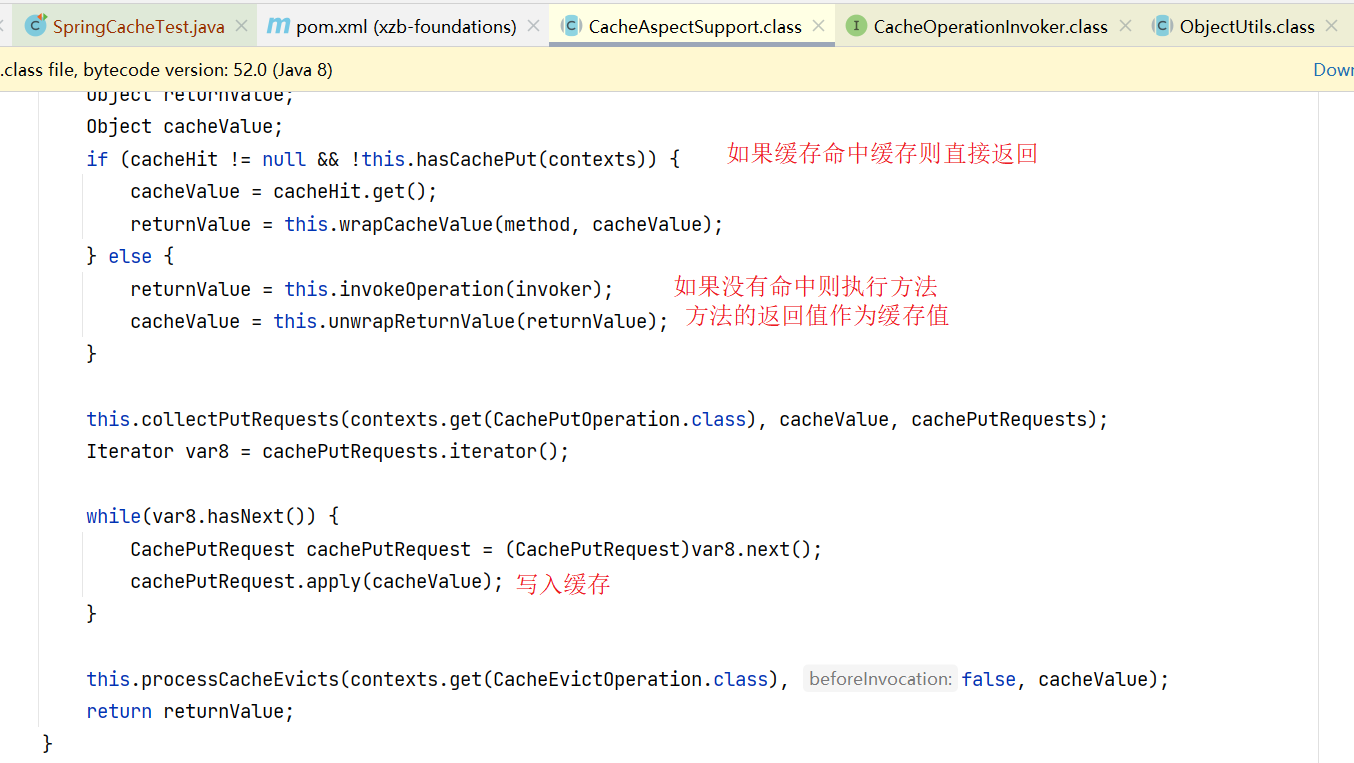 SpringCacheTest.java
pom.xml (xzb-foundations)
CacheAspectSupport.class
CacheOperationInvoker.class
ObjectUtils.class
.class file, bytecode version: 52.0 (Java 8)
Object returnValue;
Object cacheValue;
if (cacheHit != null && !this.hasCachePut(contexts)) { 如果缓存命中缓存则直接返回
cacheValue = cacheHit.get();
returnValue = this.wrapCacheValue(method, cacheValue);
} else {
returnValue = this.invokeOperation(invoker); 如果没有命中则执行方法
cacheValue = this.unwrapReturnValue(returnValue); 方法的返回值作为缓存值
}
this.collectPutRequests(contexts.get(CachePutOperation.class), cacheValue, cachePutRequests);
Iterator var8 = cachePutRequests.iterator();
while(var8.hasNext()) {
CachePutRequest cachePutRequest = (CachePutRequest)var8.next();
cachePutRequest.apply(cacheValue); 写入缓存
}
this.processCacheEvicts(contexts.get(CacheEvictOperation.class), beforeInvocation: false, cacheValue);
return returnValue;
}